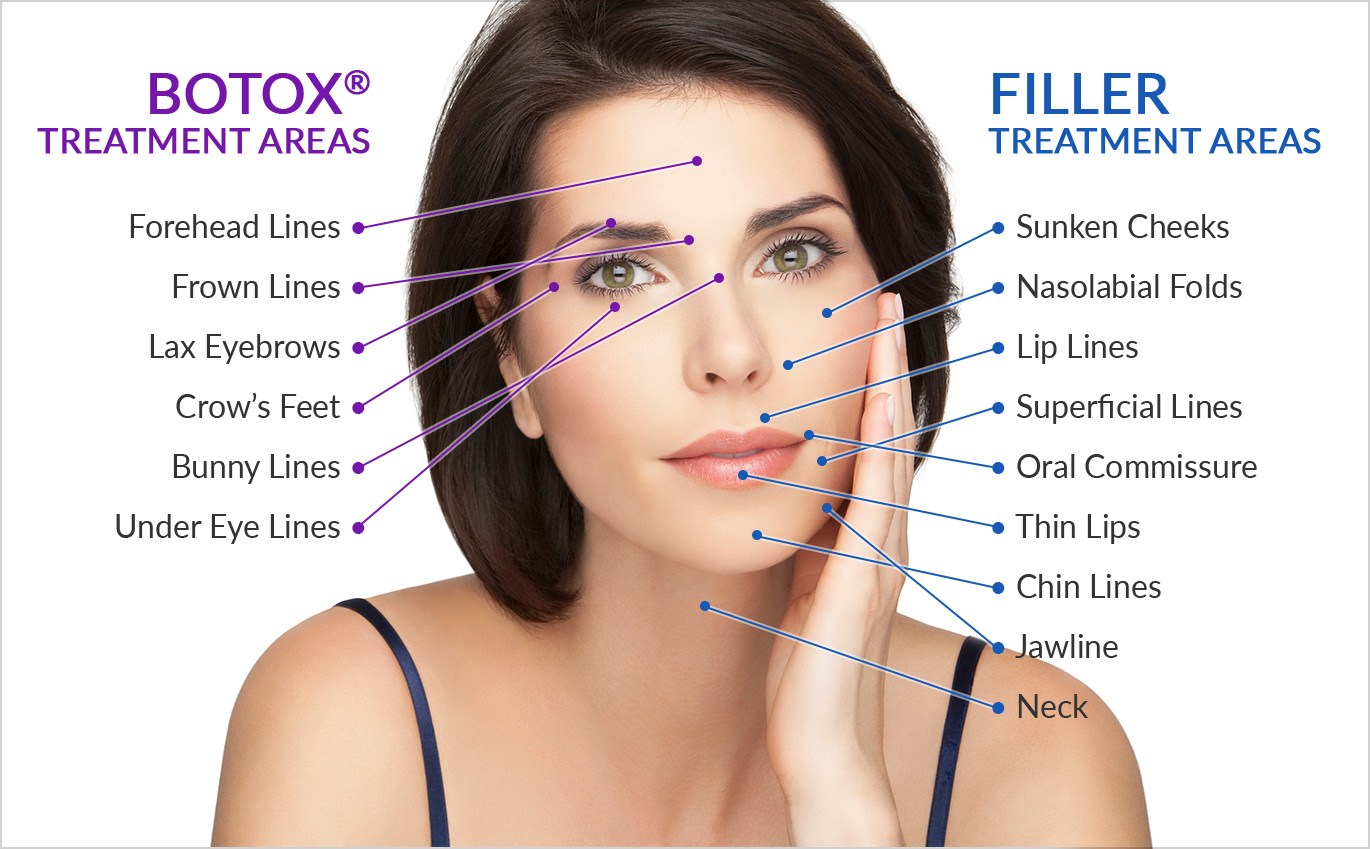 BOTOX®
TREATMENT AREAS
Forehead Lines
Frown Lines
Lax Eyebrows
Crow’s Feet
Bunny Lines
Under Eye Lines
FILLER
TREATMENT AREAS
Sunken Cheeks
Nasolabial Folds
Lip Lines
Superficial Lines
Oral Commissure
Thin Lips
Chin Lines
Jawline
Neck